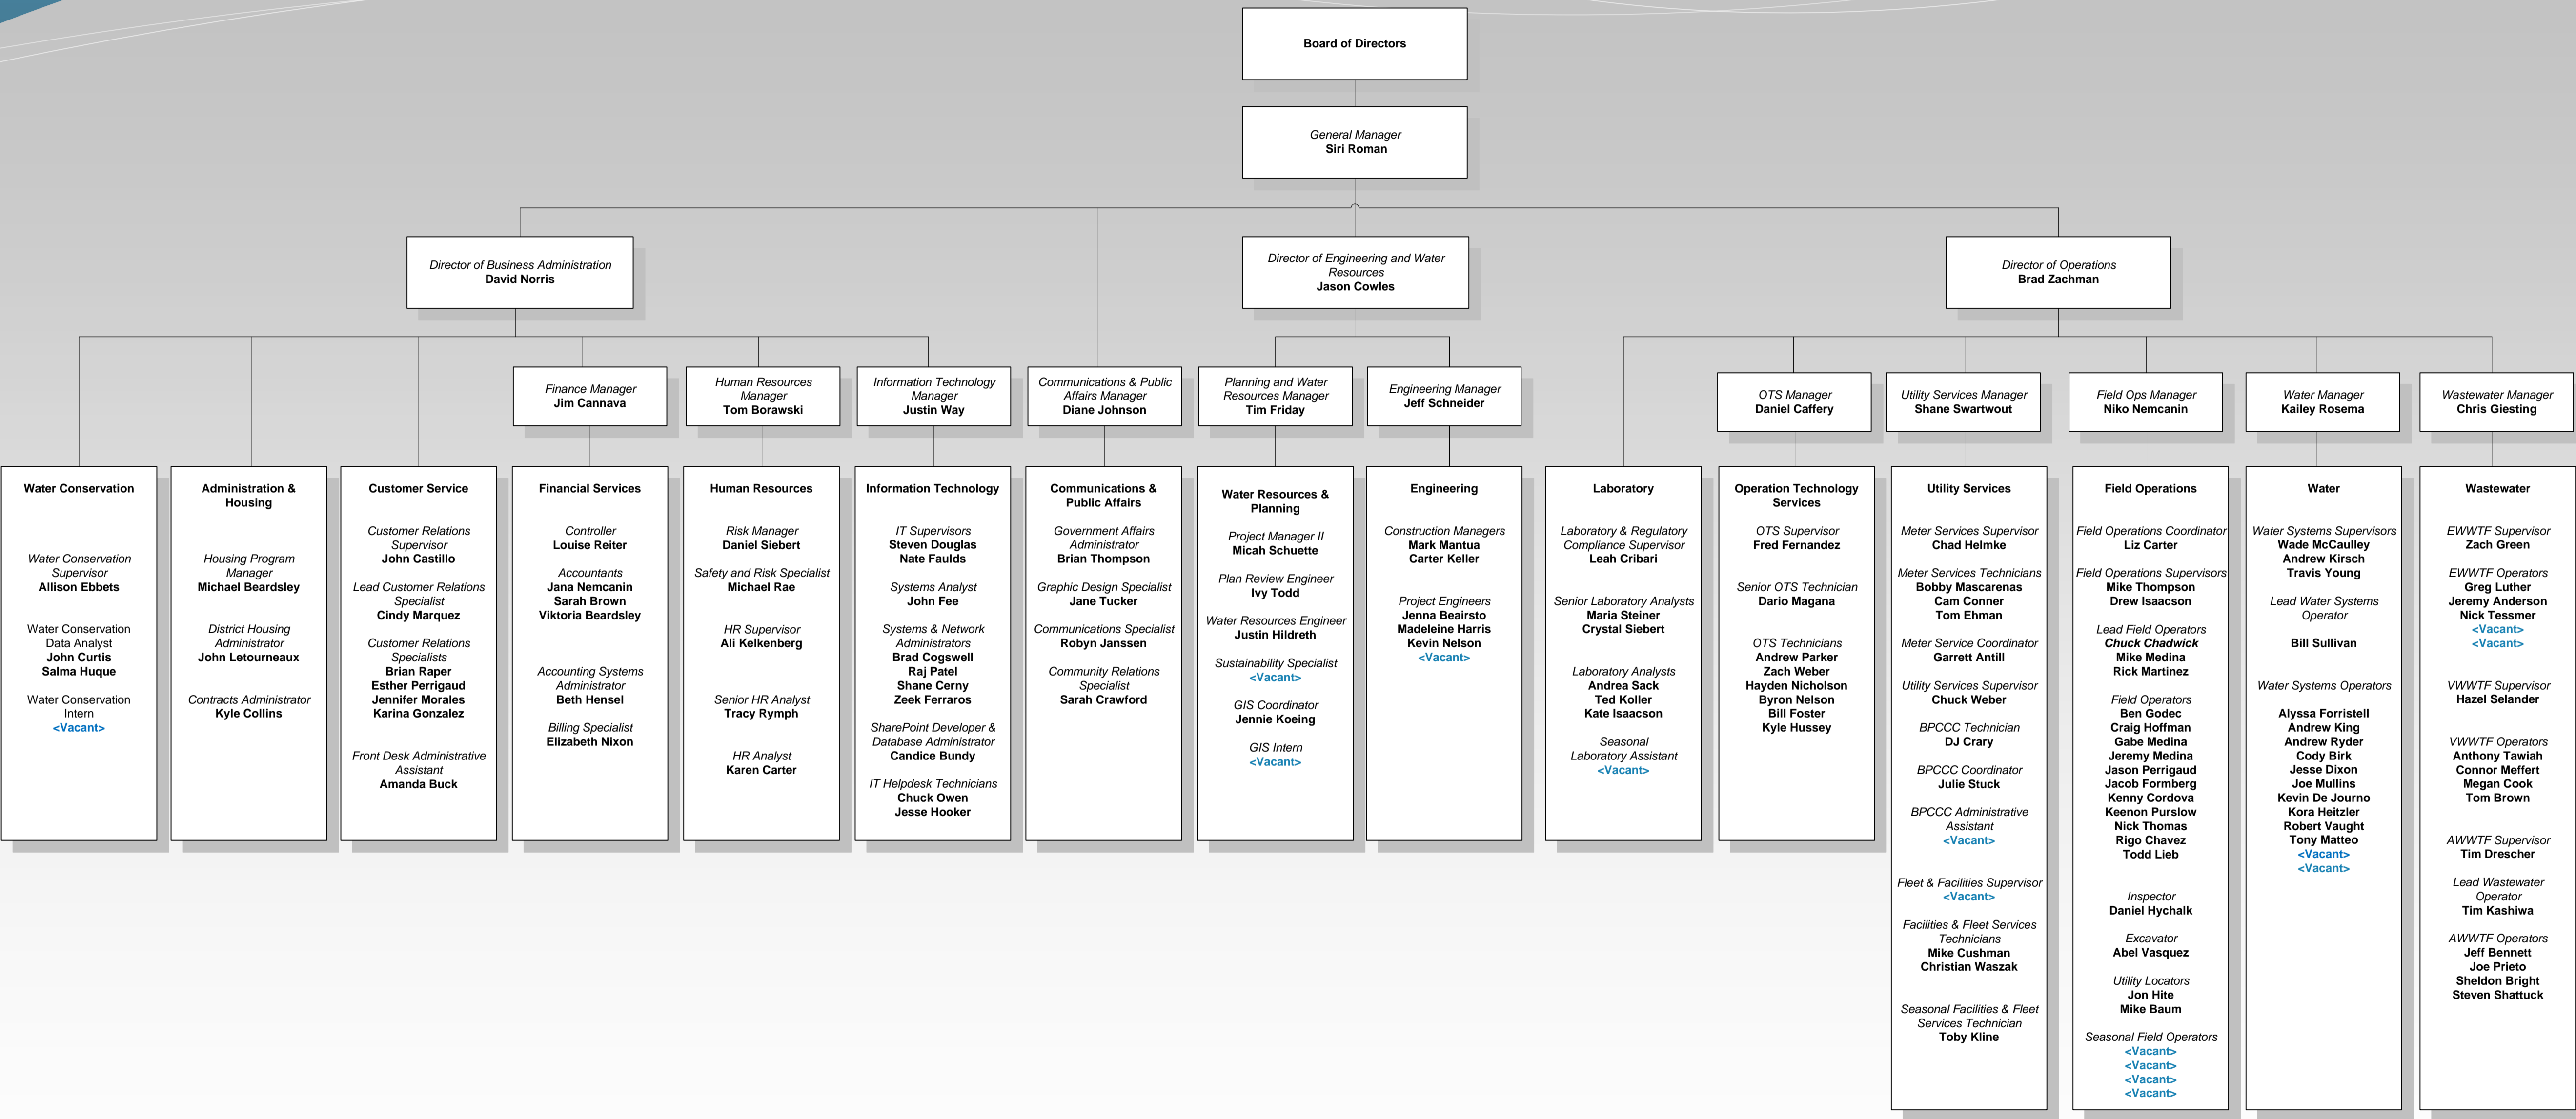 Board of Directors
General Manager
Siri Roman
Director of Business Administration
David Norris
Director of Engineering and Water
Resources
Jason Cowles
Director of Operations
Brad Zachman
Finance Manager
Jim Cannava
Human Resources
Manager
Tom Borawski
Information Technology
Manager
Justin Way
Communications & Public
Affairs Manager
Diane Johnson
Planning and Water
Resources Manager
Tim Friday
Engineering Manager
Jeff Schneider
OTS Manager
Daniel Caffery
Utility Services Manager
Shane Swartwout
Field Ops Manager
Niko Nemcanin
Water Manager
Kailey Rosema
Wastewater Manager
Chris Giesting
Water Conservation
Water Conservation
Supervisor
Allison Ebbets
Water Conservation
Data Analyst
John Curtis
Salma Huque
Water Conservation
Intern
<Vacant>
Administration &
Housing
Housing Program
Manager
Michael Beardsley
District Housing
Administrator
John Letourneaux
Contracts Administrator
Kyle Collins
Customer Service
Customer Relations
Supervisor
John Castillo
Lead Customer Relations
Specialist
Cindy Marquez
Customer Relations
Specialists
Brian Raper
Esther Perrigaud
Jennifer Morales
Karina Gonzalez
Front Desk Administrative
Assistant
Amanda Buck
Financial Services
Controller
Louise Reiter
Accountants
Jana Nemcanin
Sarah Brown
Viktoria Beardsley
Accounting Systems
Administrator
Beth Hensel
Billing Specialist
Elizabeth Nixon
Human Resources
Risk Manager
Daniel Siebert
Safety and Risk Specialist
Michael Rae
HR Supervisor
Ali Kelkenberg
Senior HR Analyst
Tracy Rymph
HR Analyst
Karen Carter
Information Technology
IT Supervisors
Steven Douglas
Nate Faulds
Systems Analyst
John Fee
Systems & Network
Administrators
Brad Cogswell
Raj Patel
Shane Cerny
Zeek Ferraros
SharePoint Developer &
Database Administrator
Candice Bundy
IT Helpdesk Technicians
Chuck Owen
Jesse Hooker
Communications &
Public Affairs
Government Affairs
Administrator
Brian Thompson
Graphic Design Specialist
Jane Tucker
Communications Specialist
Robyn Janssen
Community Relations
Specialist
Sarah Crawford
Water Resources &
Planning
Project Manager II
Micah Schuette
Plan Review Engineer
Ivy Todd
Water Resources Engineer
Justin Hildreth
Sustainability Specialist
<Vacant>
GIS Coordinator
Jennie Koeing
GIS Intern
<Vacant>
Engineering
Construction Managers
Mark Mantua
Carter Keller
Project Engineers
Jenna Beairsto
Madeleine Harris
Kevin Nelson
<Vacant>
Laboratory
Laboratory & Regulatory
Compliance Supervisor
Leah Cribari
Senior Laboratory Analysts
Maria Steiner
Crystal Siebert
Laboratory Analysts
Andrea Sack
Ted Koller
Kate Isaacson
Seasonal
Laboratory Assistant
<Vacant>
Operation Technology
Services
OTS Supervisor
Fred Fernandez
Senior OTS Technician
Dario Magana
OTS Technicians
Andrew Parker
Zach Weber
Hayden Nicholson
Byron Nelson
Bill Foster
Kyle Hussey
Utility Services
Meter Services Supervisor
Chad Helmke
Meter Services Technicians
Bobby Mascarenas
Cam Conner
Tom Ehman
Meter Service Coordinator
Garrett Antill
Utility Services Supervisor
Chuck Weber
BPCCC Technician
DJ Crary
BPCCC Coordinator
Julie Stuck
BPCCC Administrative
Assistant
<Vacant>
Fleet & Facilities Supervisor
<Vacant>
Facilities & Fleet Services
Technicians
Mike Cushman
Christian Waszak
Seasonal Facilities & Fleet
Services Technician
Toby Kline
Field Operations
Field Operations Coordinator
Liz Carter
Field Operations Supervisors
Mike Thompson
Drew Isaacson
Lead Field Operators
Chuck Chadwick
Mike Medina
Rick Martinez
Field Operators
Ben Godec
Craig Hoffman
Gabe Medina
Jeremy Medina
Jason Perrigaud
Jacob Formberg
Kenny Cordova
Keenon Purslow
Nick Thomas
Rigo Chavez
Todd Lieb
Inspector
Daniel Hychalk
Excavator
Abel Vasquez
Utility Locators
Jon Hite
Mike Baum
Seasonal Field Operators
<Vacant>
<Vacant>
<Vacant>
<Vacant>
Water
Water Systems Supervisors
Wade McCaulley
Andrew Kirsch
Travis Young
Lead Water Systems
Operator
Bill Sullivan
Water Systems Operators
Alyssa Forristell
Andrew King
Andrew Ryder
Cody Birk
Jesse Dixon
Joe Mullins
Kevin De Journo
Kora Heitzler
Robert Vaught
Tony Matteo
<Vacant>
<Vacant>
Wastewater
EWWTF Supervisor
Zach Green
EWWTF Operators
Greg Luther
Jeremy Anderson
Nick Tessmer
<Vacant>
<Vacant>
VWWTF Supervisor
Hazel Selander
VWWTF Operators
Anthony Tawiah
Connor Meffert
Megan Cook
Tom Brown
AWWTF Supervisor
Tim Drescher
Lead Wastewater
Operator
Tim Kashiwa
AWWTF Operators
Jeff Bennett
Joe Prieto
Sheldon Bright
Steven Shattuck